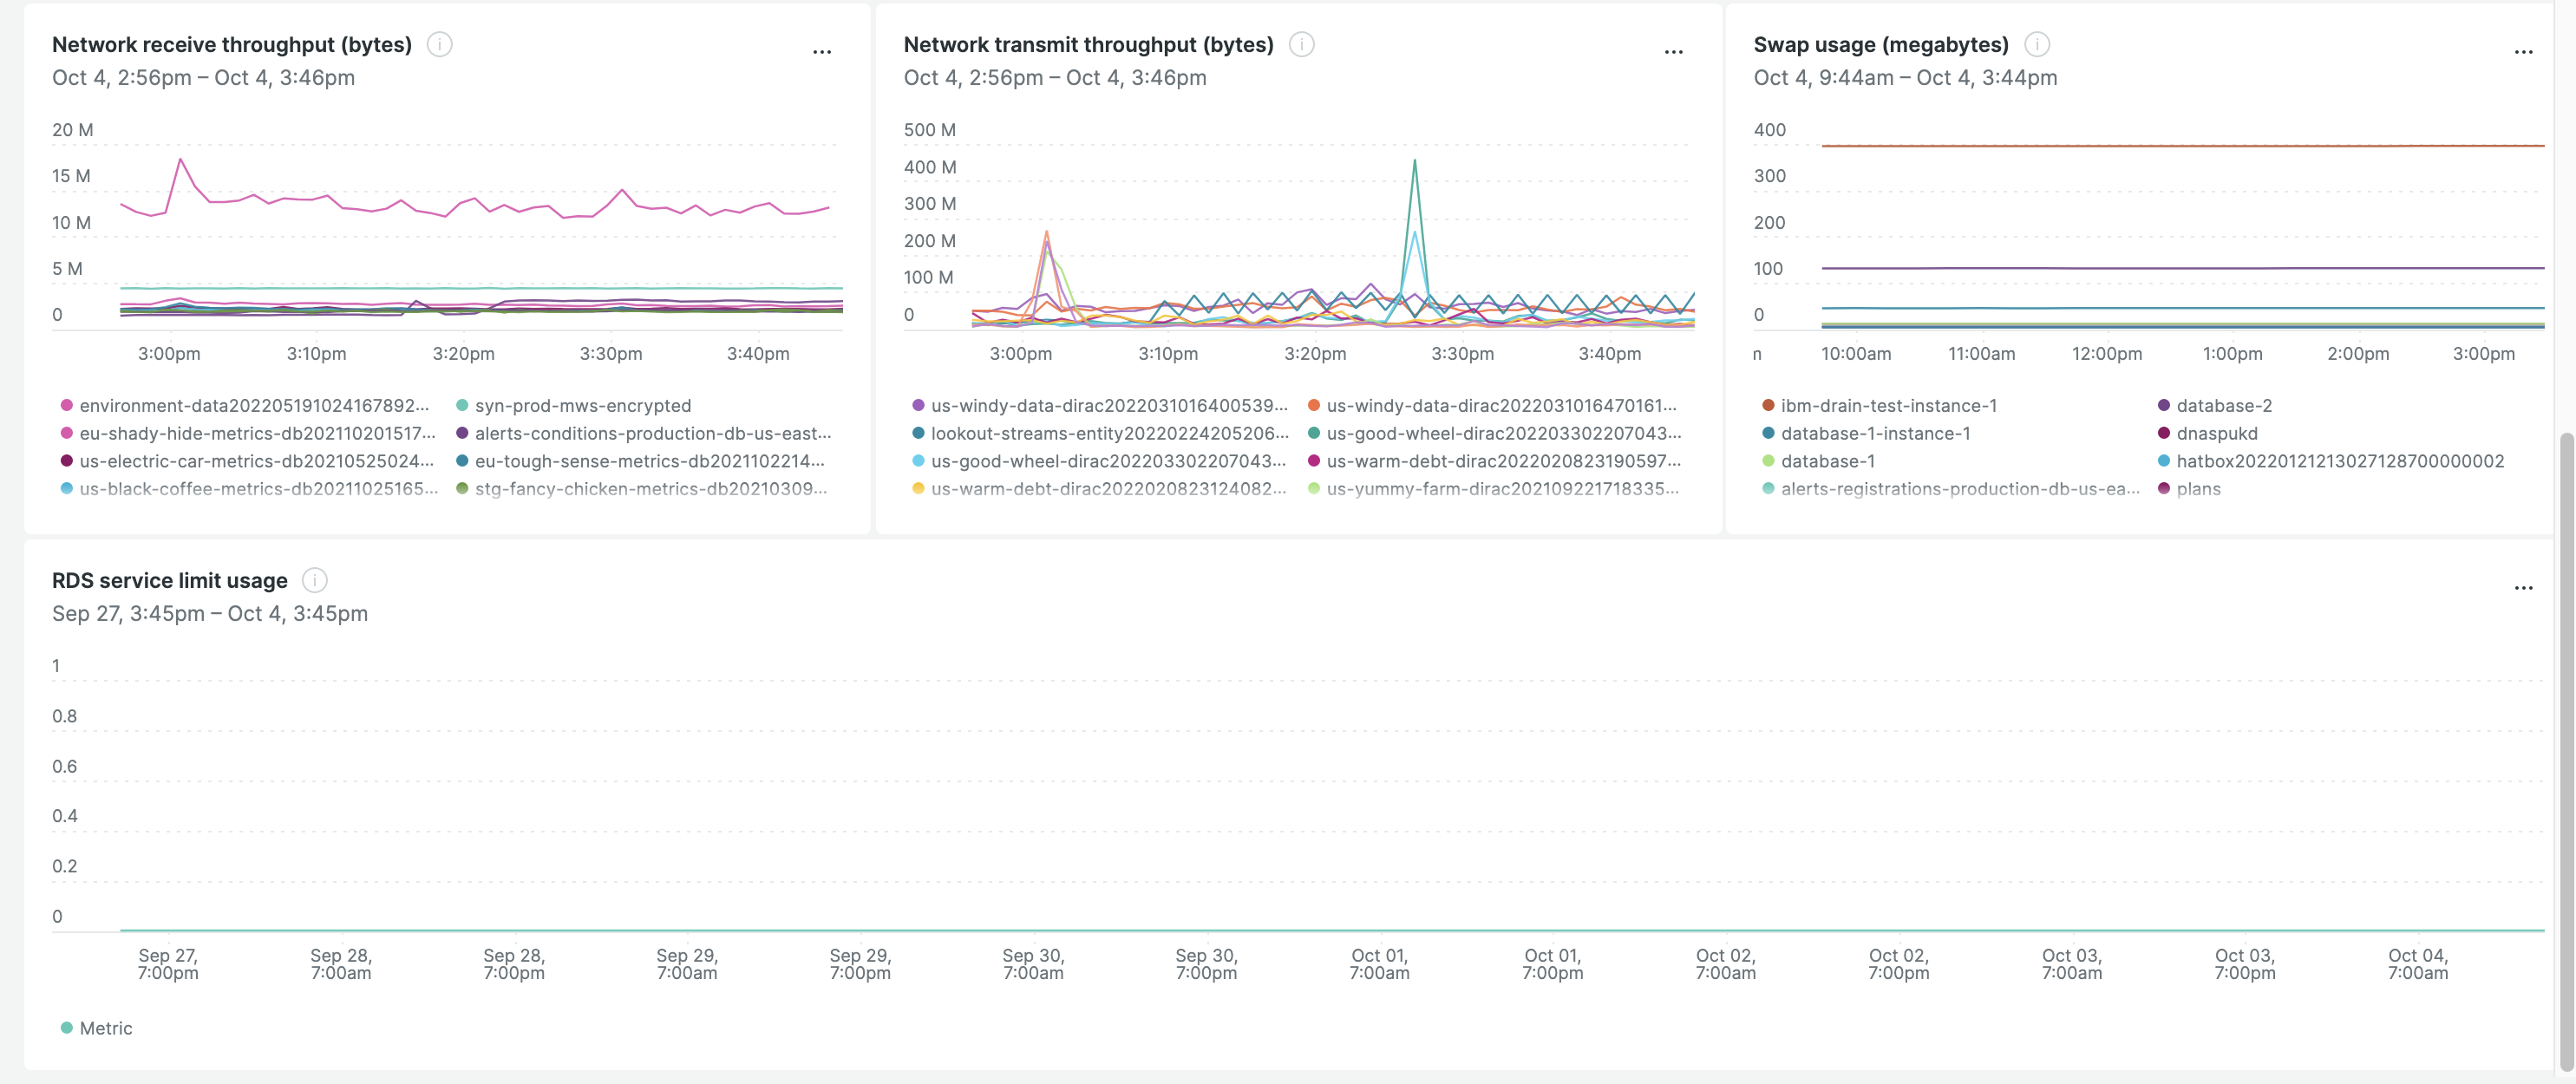 Network receive throughput (bytes)
Oct 4, 2:56pm – Oct 4, 3:46pm
20 M
15 M
10 M
5 M
0
3:00pm 3:10pm 3:20pm 3:30pm 3:40pm
environment-data202205191024167892... syn-prod-mws-encrypted
eu-shady-hide-metrics-db202110201517... alerts-conditions-production-db-us-east...
us-electric-car-metrics-db20210525024... eu-tough-sense-metrics-db2021102214...
us-black-coffee-metrics-db20211025165... stg-fancy-chicken-metrics-db20210309...
Network transmit throughput (bytes)
Oct 4, 2:56pm – Oct 4, 3:46pm
500 M
400 M
300 M
200 M
100 M
0
3:00pm 3:10pm 3:20pm 3:30pm 3:40pm
us-windy-data-dirac2022031016400539... us-windy-data-dirac2022031016470161...
lookout-streams-entity20220224205206... us-good-wheel-dirac202203302207043...
us-good-wheel-dirac202203302207043... us-warm-debt-dirac2022020823190597...
us-warm-debt-dirac2022020823124082... us-yummy-farm-dirac202109221718335...
Swap usage (megabytes)
Oct 4, 9:44am – Oct 4, 3:44pm
400
300
200
100
0
n 10:00am 11:00am 12:00pm 1:00pm 2:00pm 3:00pm
ibm-drain-test-instance-1 database-2
database-1-instance-1 dnaspukd
database-1 hatbox20220121213027128700000002
alerts-registrations-production-db-us-ea... plans
RDS service limit usage
Sep 27, 3:45pm – Oct 4, 3:45pm
1
0.8
0.6
0.4
0.2
0
Sep 27, Sep 28, Sep 28, Sep 29, Sep 29, Sep 30, Sep 30, Oct 01, Oct 01, Oct 02, Oct 02, Oct 03, Oct 03, Oct 04,
7:00pm 7:00am 7:00pm 7:00am 7:00pm 7:00am 7:00pm 7:00am 7:00pm 7:00am 7:00pm 7:00am 7:00pm 7:00am
Metric